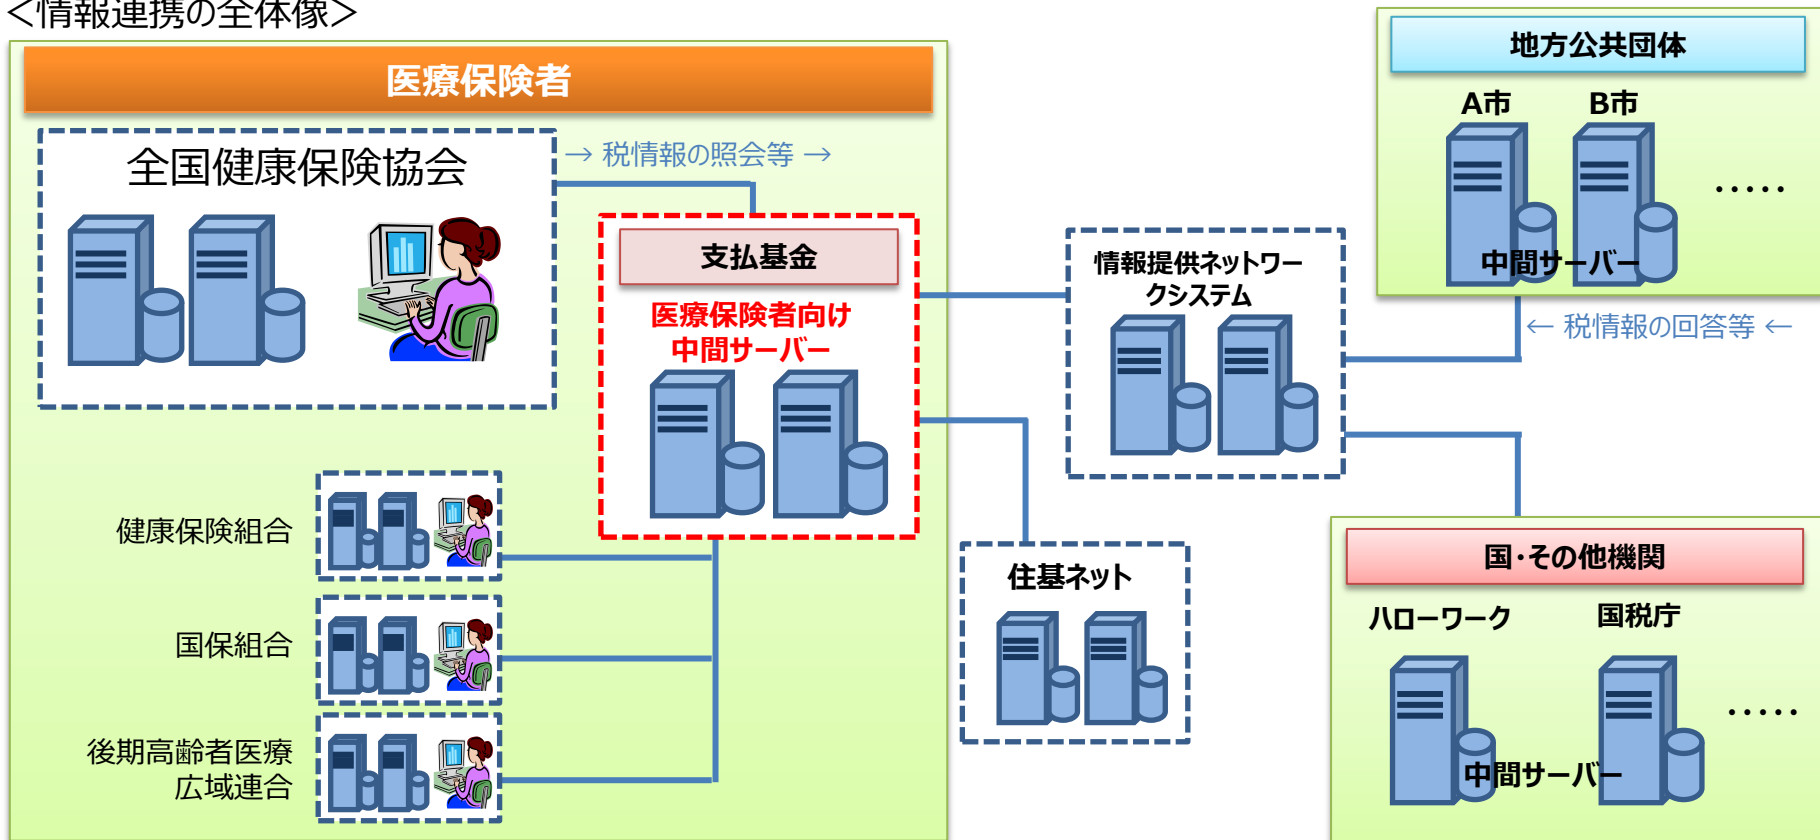 ＜情報連携の全体像＞
医療保険者
全国健康保険協会
→ 税情報の照会等 →
支払基金
医療保険者向け
中間サーバー
健康保険組合
国保組合
後期高齢者医療
広域連合
情報提供ネットワー
クシステム
住基ネット
地方公共団体
A市
B市
‥‥‥
中間サーバー
← 税情報の回答等 ←
国・その他機関
ハローワーク
国税庁
‥‥‥
中間サーバー